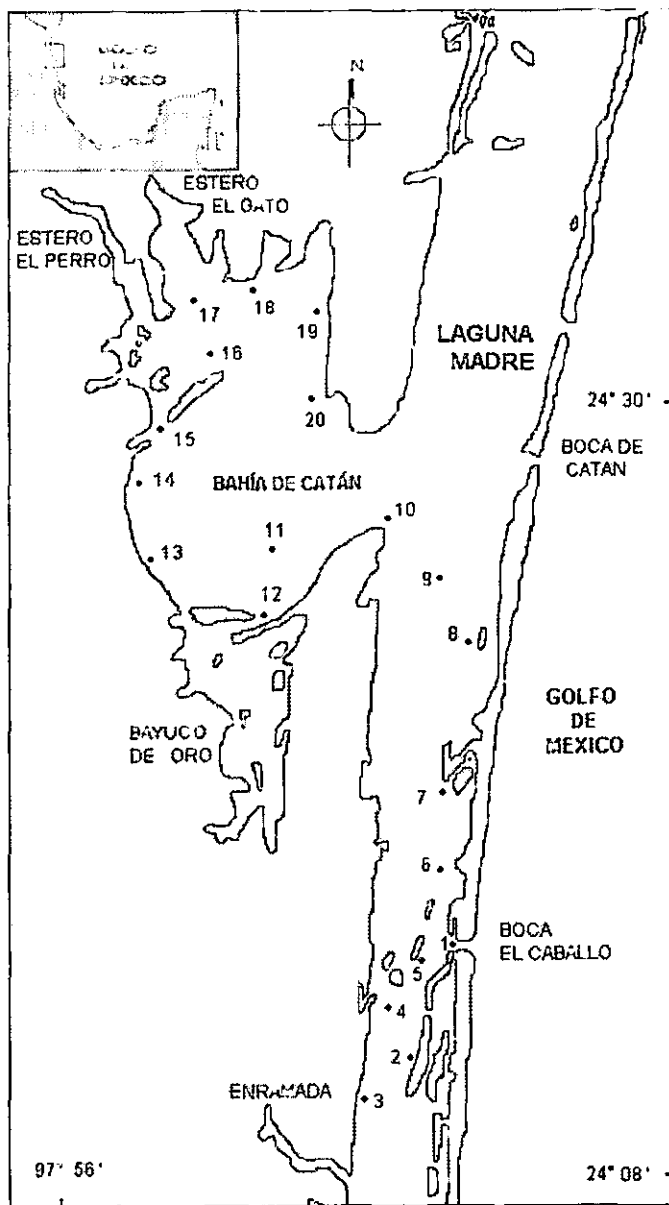 N
ESTERO
EL GATO
ESTERO
EL PERRO
17
18
19
16
LAGUNA
MADRE
20
24° 30'
15
BOCA DE
CATAN
14
BAHÍA DE CATÁN
10
11
13
9
12
8
GOLFO
DE
MEXICO
BAYUCO
DE ORO
7
6
1
BOCA
EL CABALLO
5
4
2
ENRAMADA
3
97° 56'
24° 08'